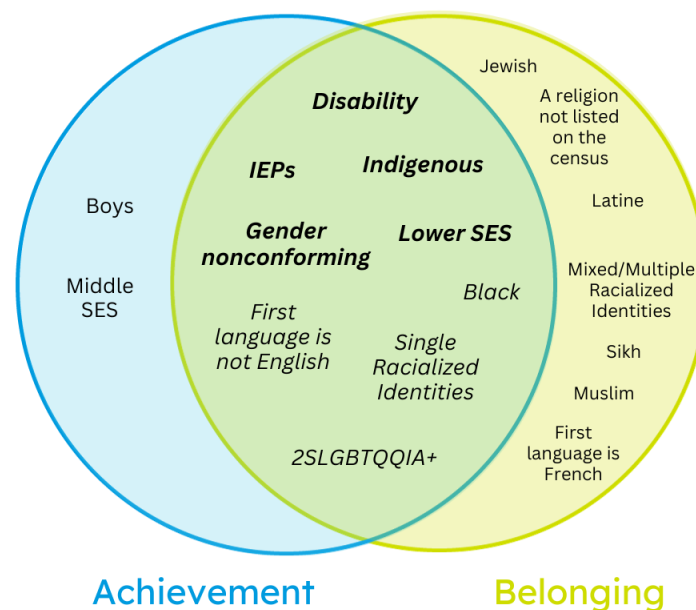 Jewish
Disability
A religion
not listed
on the
census
IEPs
Indigenous
Boys
Latine
Gender
nonconforming
Lower SES
Middle
SES
Mixed/Multiple
Racialized
Identities
Black
First
language is
not English
Single
Racialized
Identities
Sikh
Muslim
2SLGBTQQIA+
First
language is
French
Achievement
Belonging